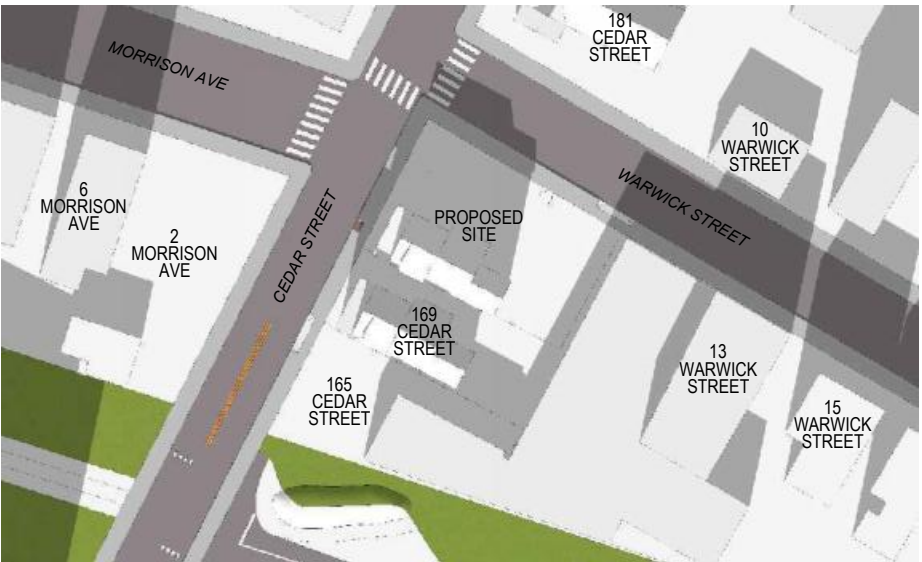 181
CEDAR
STREET
MORRISON AVE
10
WARWICK
STREET
6
MORRISON
AVE
WARWICK STREET
2
MORRISON
AVE
CEDAR STREET
PROPOSED
SITE
169
CEDAR
STREET
13
WARWICK
STREET
165
CEDAR
STREET
15
WARWICK
STREET